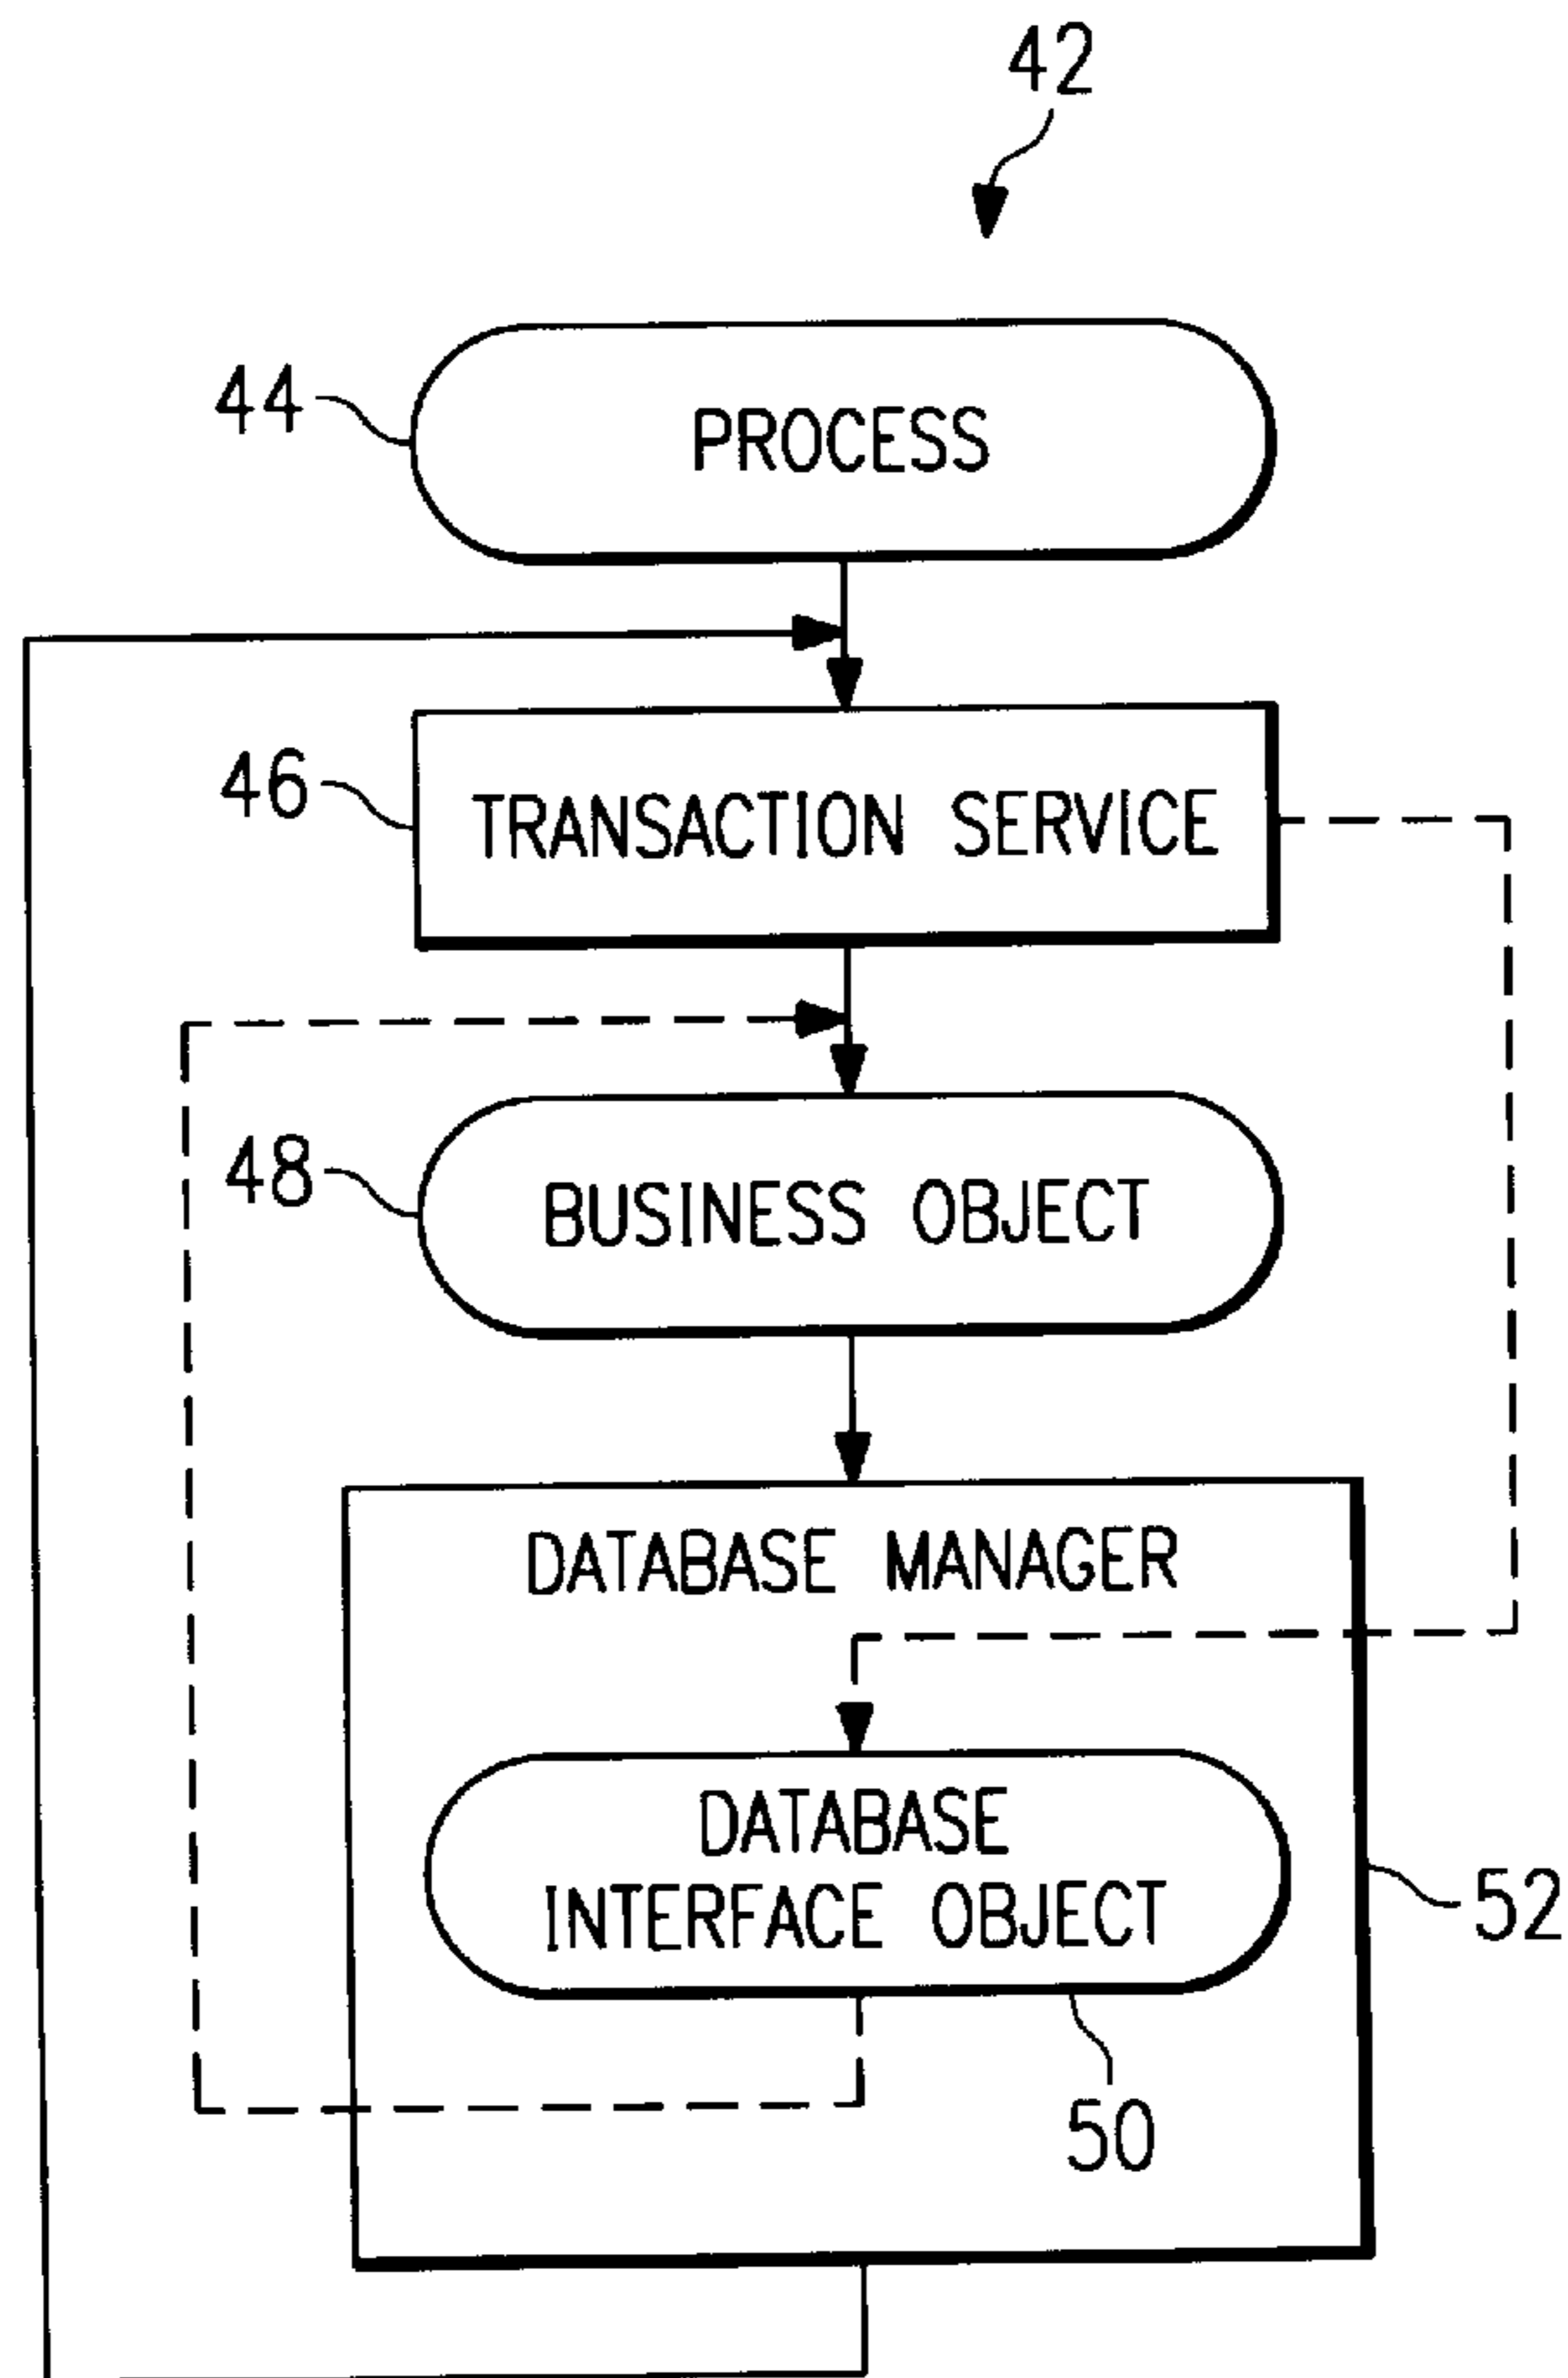 42
44
PROCESS
46
TRANSACTION SERVICE
48
BUSINESS OBJECT
DATABASE MANAGER
DATABASE
INTERFACE OBJECT
52
50